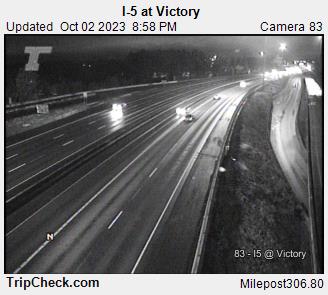 I-5 at Victory
Updated Oct 02 2023 8:58 PM Camera 83
T
N
83 - I5 @ Victory
TripCheck.com Milepost306.80